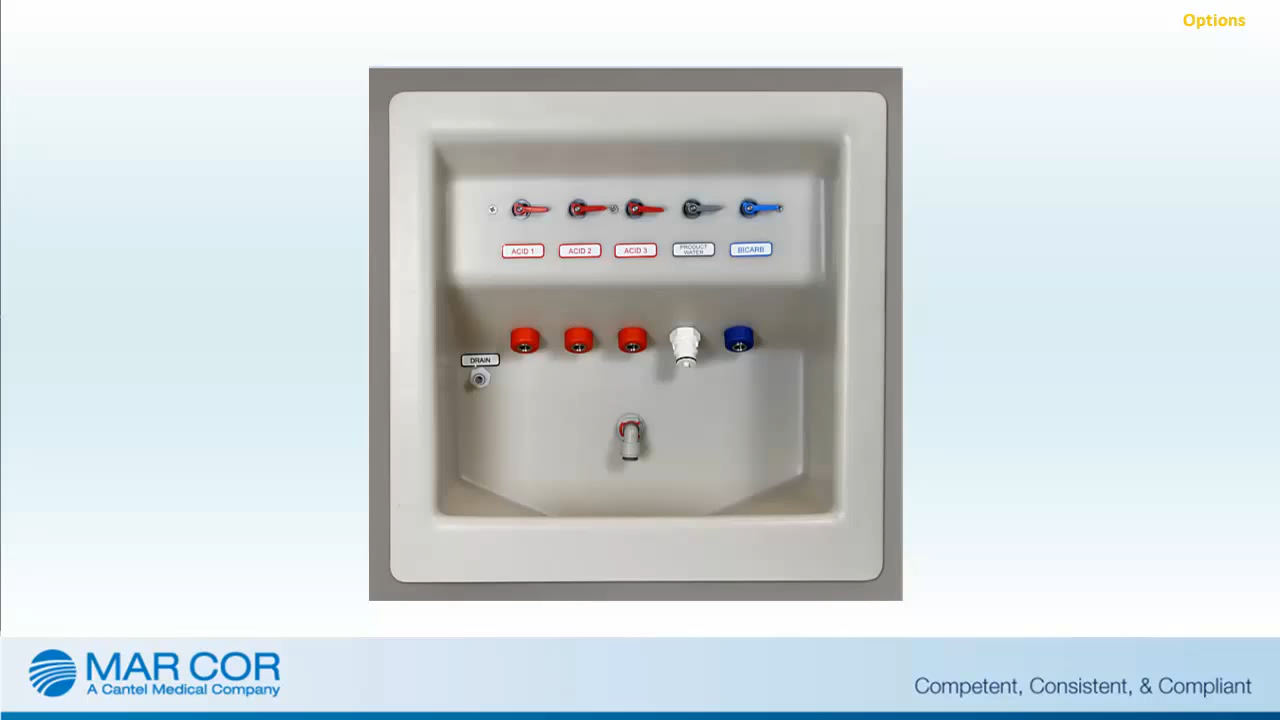 Options
ACID 1
ACID 2
ACID 3
PRODUCT
WATER
BICARB
DRAIN
MAR COR
A Cantel Medical Company
Competent, Consistent, & Compliant